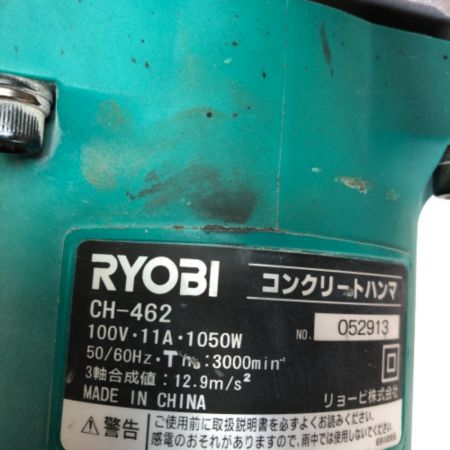 RYOBI コンクリートハンマ
CH-462
100V・11A・1050W NO. 052913
50/60Hz・Tn₀:3000min⁻¹
3軸合成値：12.9m/s²
MADE IN CHINA リョービ株式会社
警告 ご使用前に取扱説明書を必ずよくお読みください。
感電のおそれがありますので、雨中では使用しないでください。